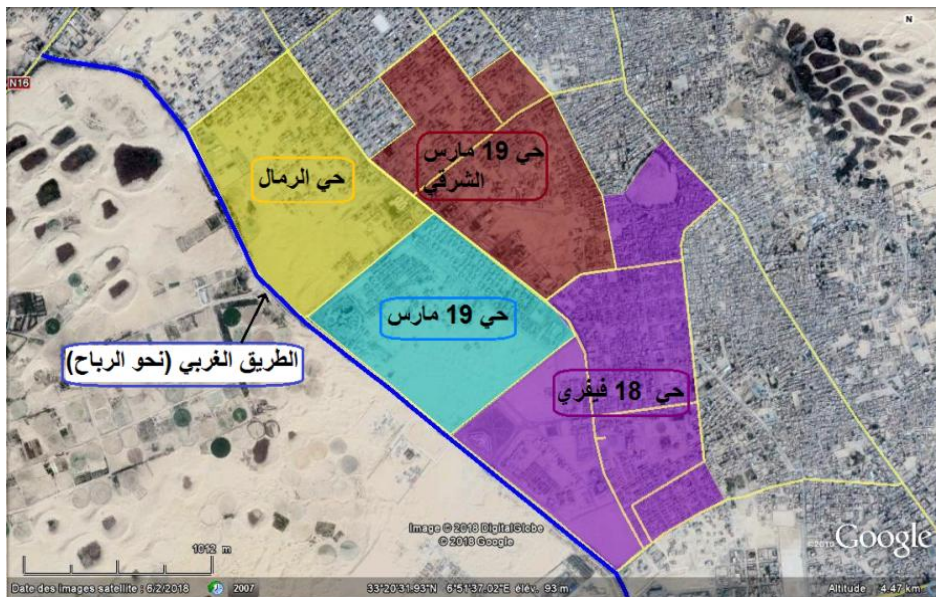 N
N16
حي 19 مارس
الشرقي
حي الرمال
حي 19 مارس
الطريق الغربي (نحو الرباح)
حي 18 فيفري
1012 m
Image © 2018 DigitalGlobe
© 2018 Google
Google
Date des images satellite : 6/2/2018 2007 33°20'31.93"N 6°51'37.02"E élév. 93 m Altitude 4.47 km